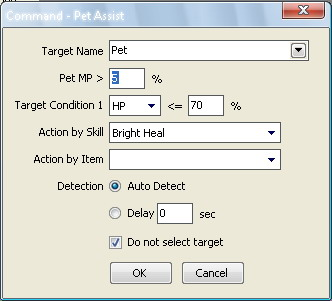 Command - Pet Assist
Target Name Pet
Pet MP > 5 %
Target Condition 1 HP <= 70 %
Action by Skill Bright Heal
Action by Item
Detection Auto Detect
Delay 0 sec
Do not select target
OK Cancel